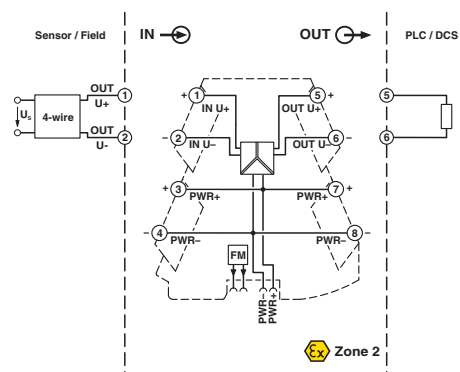 Sensor / Field IN OUT PLC / DCS
OUT
U+
1
+ 1
5 +
5
IN U+
OUT U+
Us
4-wire
OUT
U-
2
– 2
6 –
6
IN U–
OUT U–
+ 3
7 +
PWR+
PWR+
– 4
8 –
PWR–
PWR–
FM
PWR–
PWR+
Ex Zone 2